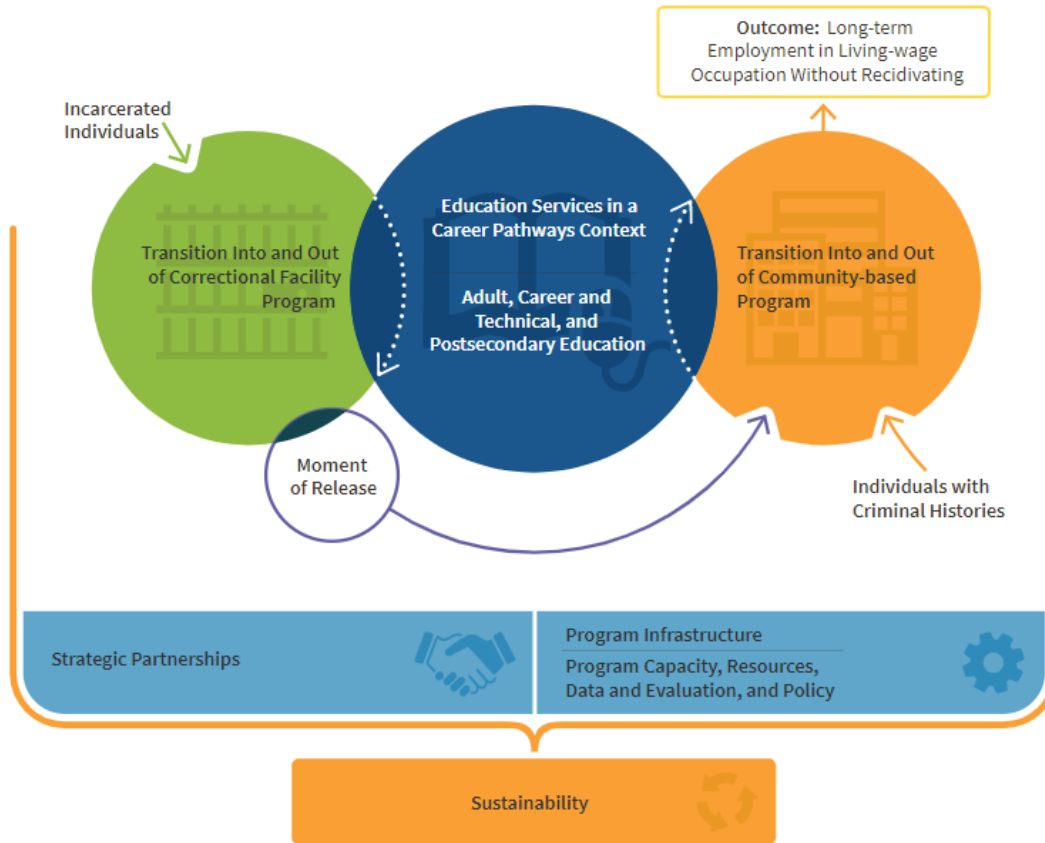 Outcome: Long-term
Employment in Living-wage
Occupation Without Recidivating
Incarcerated
Individuals
Transition Into and Out
of Correctional Facility
Program
Education Services in a
Career Pathways Context
Adult, Career and
Technical, and
Postsecondary Education
Transition Into and Out
of Community-based
Program
Moment
of Release
Individuals with
Criminal Histories
Strategic Partnerships
Program Infrastructure
Program Capacity, Resources,
Data and Evaluation, and Policy
Sustainability